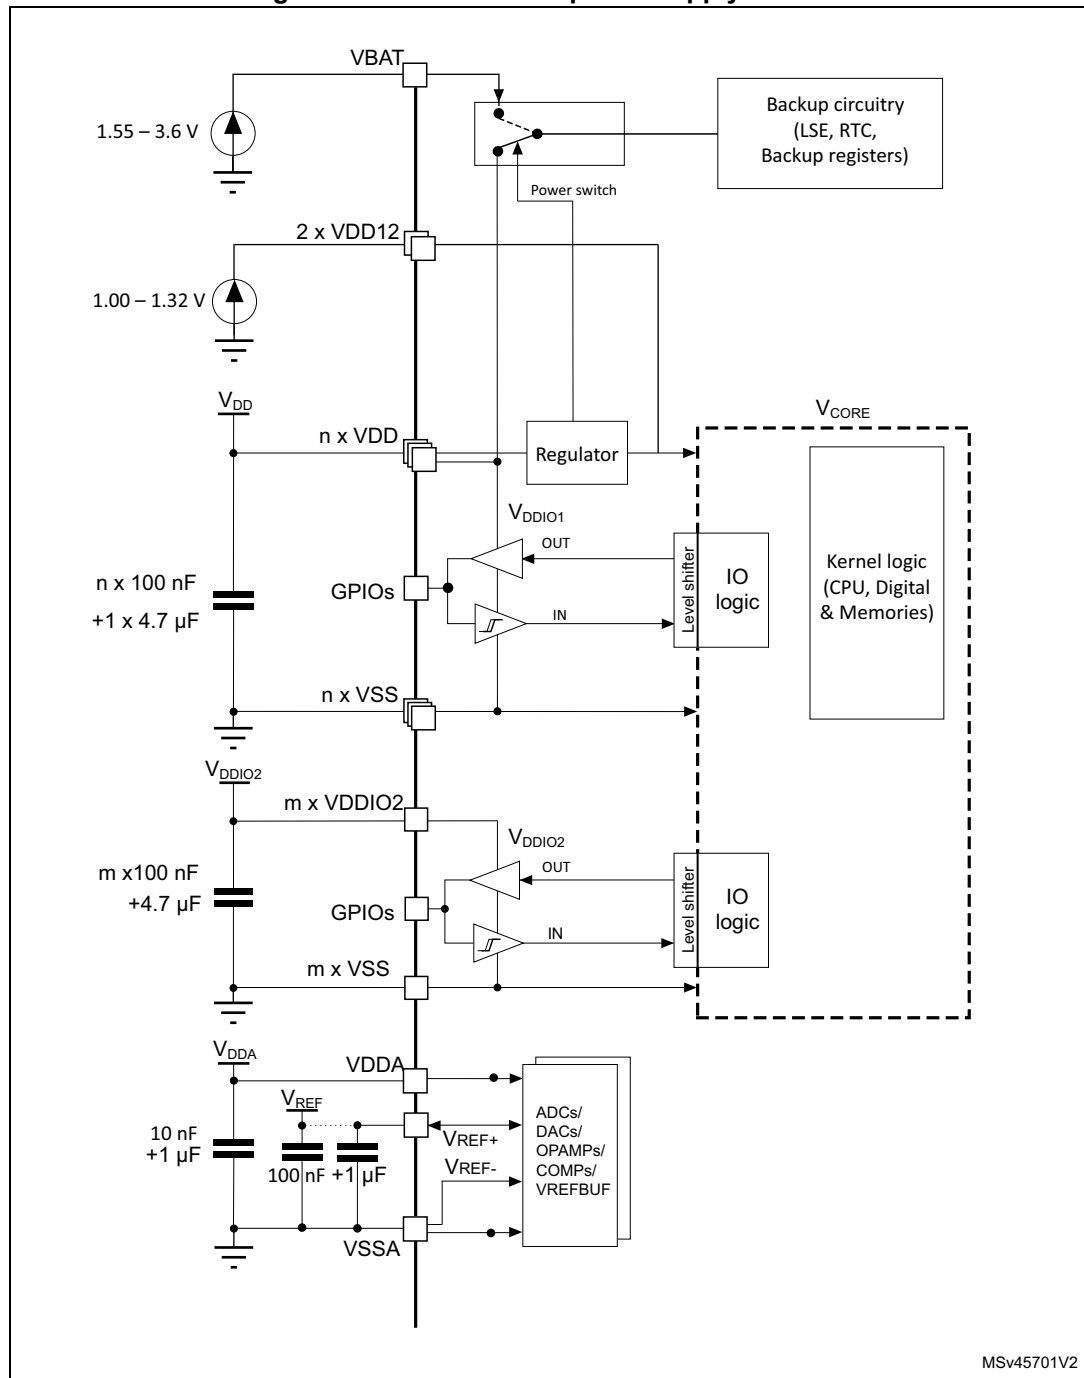 VBAT
1.55 – 3.6 V
Backup circuitry
(LSE, RTC,
Backup registers)
Power switch
2 x VDD12
1.00 – 1.32 V
VDD
n x VDD
Regulator
VCORE
VDDIO1
OUT
Level shifter
IO
logic
Kernel logic
(CPU, Digital
& Memories)
n x 100 nF
+1 x 4.7 µF
GPIOs
IN
n x VSS
VDDIO2
m x VDDIO2
VDDIO2
OUT
Level shifter
IO
logic
m x100 nF
+4.7 µF
GPIOs
IN
m x VSS
VDDA
VDDA
VREF
10 nF
+1 µF
100 nF
+1 µF
VREF+
VREF-
ADCs/
DACs/
OPAMPs/
COMPs/
VREFBUF
VSSA
MSv45701V2